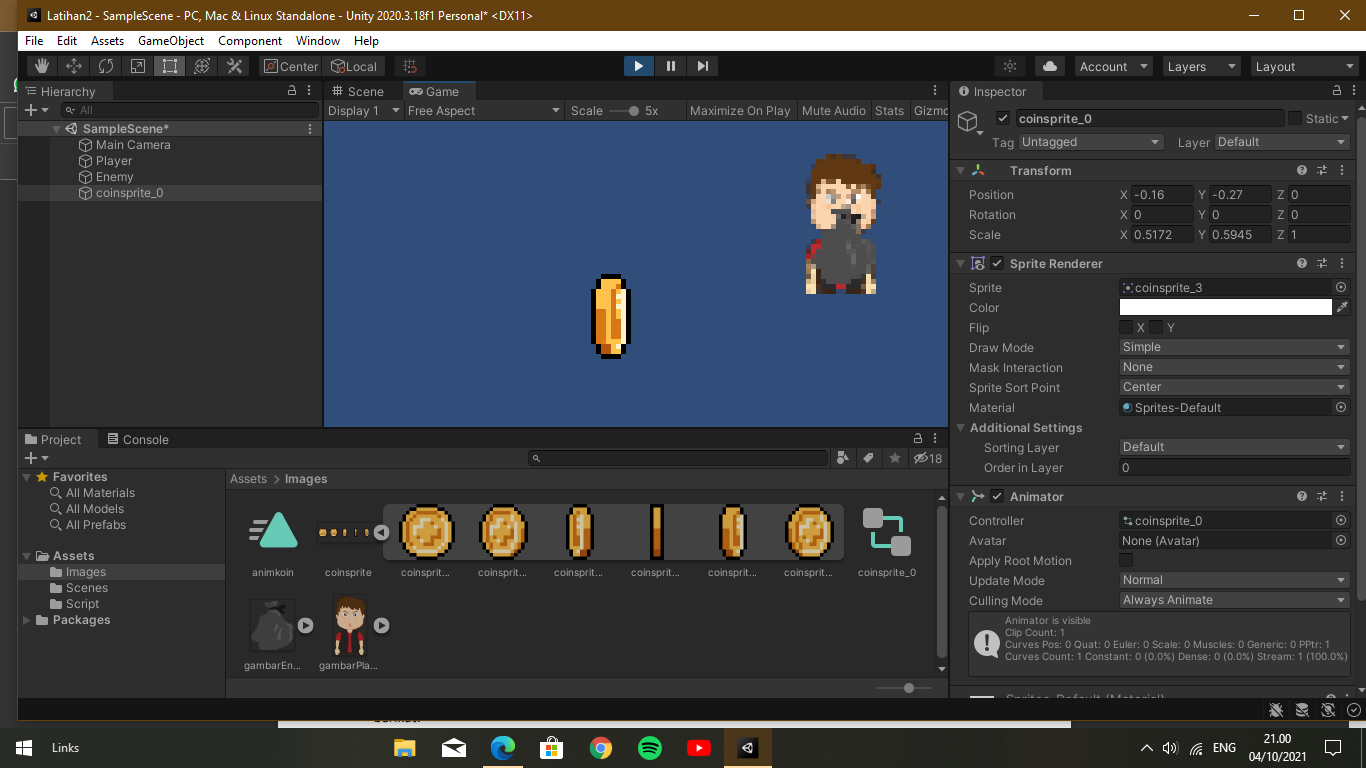 Latihan2 - SampleScene - PC, Mac & Linux Standalone - Unity 2020.3.18f1 Personal* <DX11>
File Edit Assets GameObject Component Window Help
Center Local Account Layers Layout
Hierarchy
All
SampleScene*
Main Camera
Player
Enemy
coinsprite_0
Scene Game
Display 1 Free Aspect Scale 5x Maximize On Play Mute Audio Stats Gizmo
Inspector
coinsprite_0 Static
Tag Untagged Layer Default
Transform
Position X -0.16 Y -0.27 Z 0
Rotation X 0 Y 0 Z 0
Scale X 0.5172 Y 0.5945 Z 1
Sprite Renderer
Sprite coinsprite_3
Color
Flip X Y
Draw Mode Simple
Mask Interaction None
Sprite Sort Point Center
Material Sprites-Default
Additional Settings
Sorting Layer Default
Order in Layer 0
Animator
Controller coinsprite_0
Avatar None (Avatar)
Apply Root Motion
Update Mode Normal
Culling Mode Always Animate
Animator is visible
Clip Count: 1
Curves Pos: 0 Quat: 0 Euler: 0 Scale: 0 Muscles: 0 Generic: 0 PPtr: 1
Curves Count: 1 Constant: 0 (0.0%) Dense: 0 (0.0%) Stream: 1 (100.0%)
Sprites-Default (Material)
Project Console
18
Favorites
All Materials
All Models
All Prefabs
Assets
Images
Scenes
Script
Packages
Assets > Images
animkoin coinsprite coinsprit... coinsprit... coinsprit... coinsprit... coinsprit... coinsprit... coinsprite_0
gambarEn... gambarPla...
Links
ENG
21.00
04/10/2021